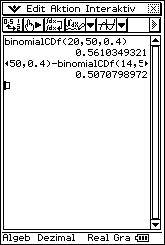 Edit Aktion Interaktiv
binomialCDf(20,50,0.4)
0.5610349321
50,0.4)-binomialCDf(14,5
0.5070798972
Algeb Dezimal Real Gra